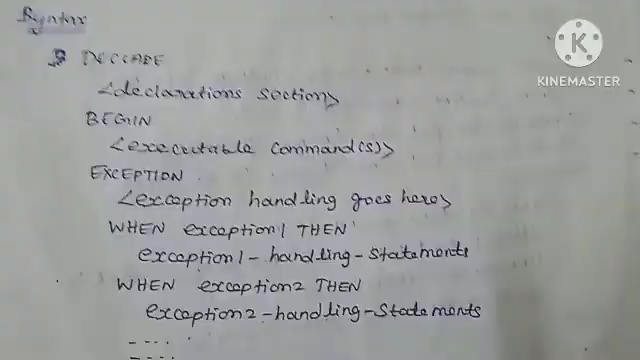 Syntax
DECLARE
<declarations section>
BEGIN
<executable command(s)>
EXCEPTION
<exception handling goes here>
WHEN exception1 THEN
exception1-handling-statements
WHEN exception2 THEN
exception2-handling-statements
----
----
K
KINEMASTER